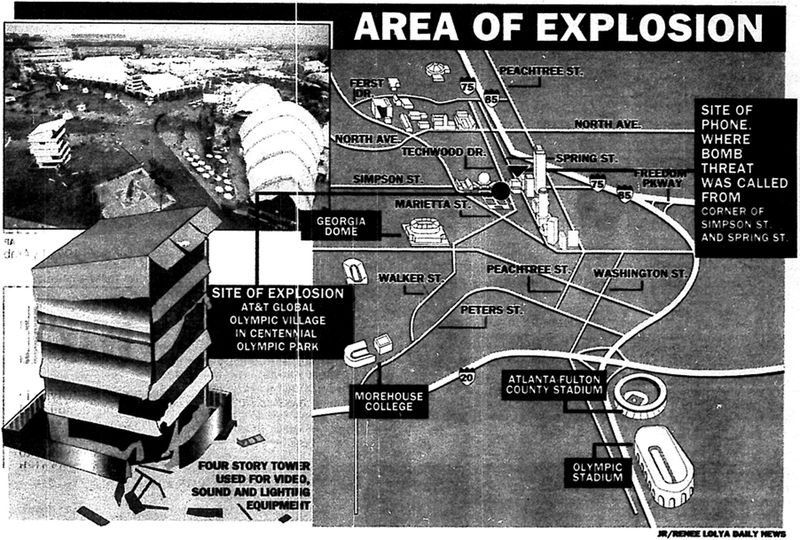 AREA OF EXPLOSION
FERST
DR.
75
85
PEACHTREE ST.
NORTH AVE.
NORTH AVE.
TECHWOOD DR.
SPRING ST.
SIMPSON ST.
75
85
FREEDOM
PKWAY
MARIETTA ST.
SITE OF
PHONE.
WHERE
BOMB
THREAT
WAS CALLED
FROM
CORNER OF
SIMPSON ST.
AND SPRING ST.
GEORGIA
DOME
WALKER ST.
PEACHTREE ST.
WASHINGTON ST.
SITE OF EXPLOSION
AT&T GLOBAL
OLYMPIC VILLAGE
IN CENTENNIAL
OLYMPIC PARK
PETERS ST.
20
MOREHOUSE
COLLEGE
ATLANTA-FULTON
COUNTY STADIUM
OLYMPIC
STADIUM
FOUR STORY TOWER
USED FOR VIDEO,
SOUND AND LIGHTING
EQUIPMENT
JR/RENEE LOLYA DAILY NEWS